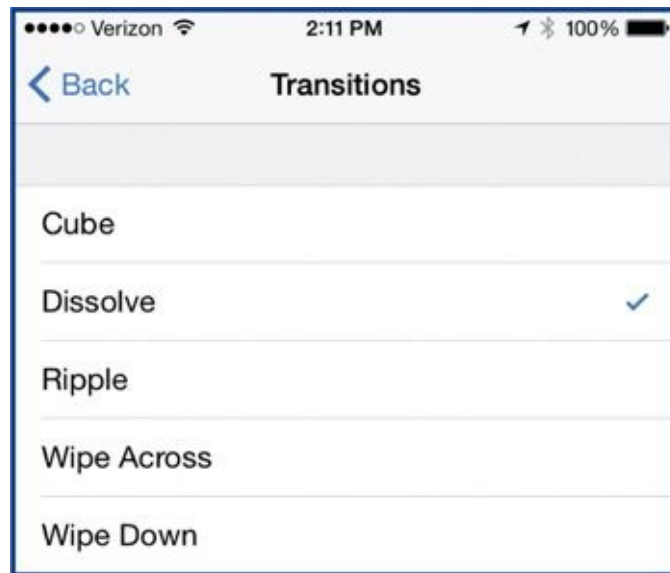 Verizon 2:11 PM 100%
Back Transitions
Cube
Dissolve
Ripple
Wipe Across
Wipe Down